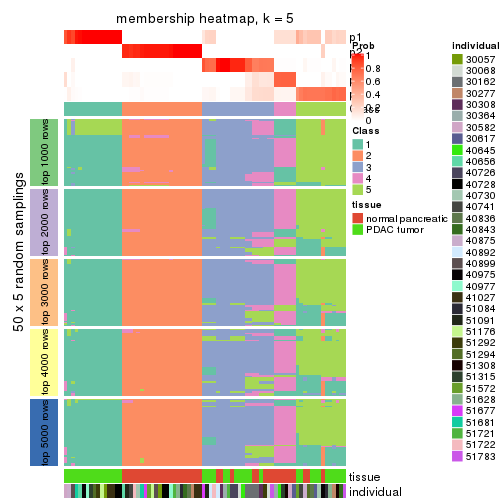 membership heatmap, k = 5
p1
Prob
1
0.8
0.6
0.4
0.2
0
Class
1
2
3
4
5
tissue
normal pancreatic
PDAC tumor
individual
30057
30068
30162
30277
30308
30364
30582
30617
40645
40656
40726
40728
40730
40741
40836
40843
40875
40892
40899
40975
40977
41027
51084
51091
51176
51292
51294
51308
51315
51572
51628
51677
51681
51721
51722
51783
50 x 5 random samplings
top 1000 rows
top 2000 rows
top 3000 rows
top 4000 rows
top 5000 rows
tissue
individual